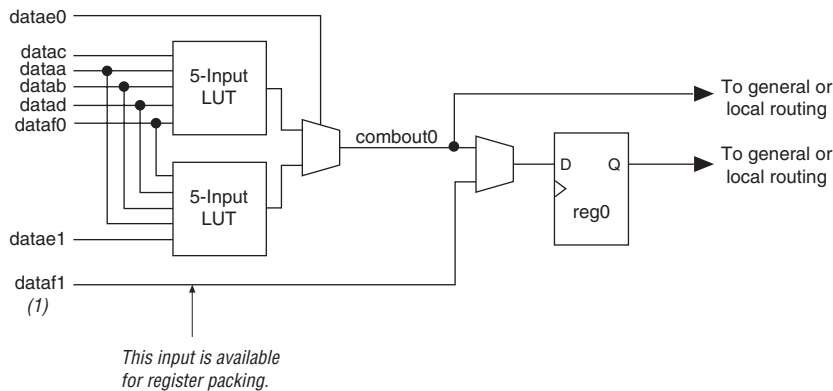 datae0
datac
dataa
datab
datad
dataf0
5-Input
LUT
combout0
To general or
local routing
5-Input
LUT
D Q
reg0
To general or
local routing
datae1
dataf1
(1)
This input is available
for register packing.